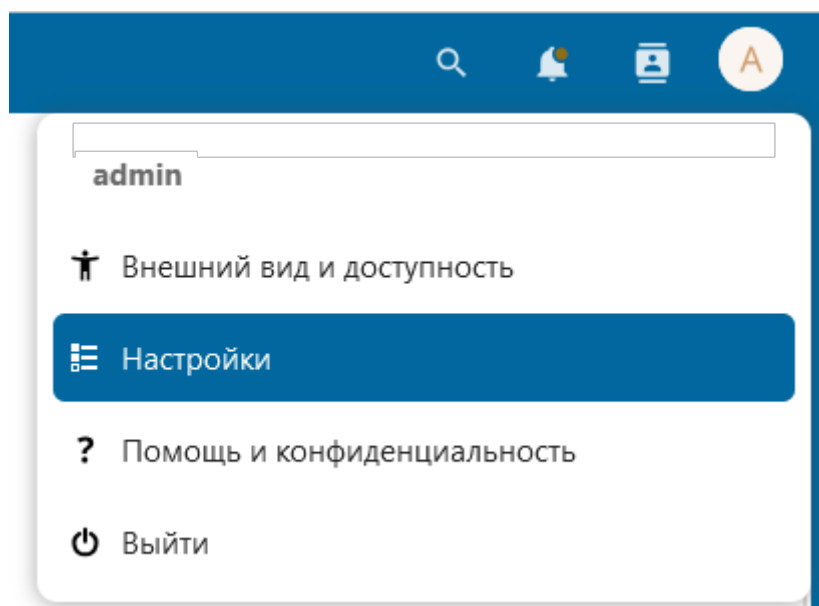 A
admin
Внешний вид и доступность
Настройки
? Помощь и конфиденциальность
Выйти